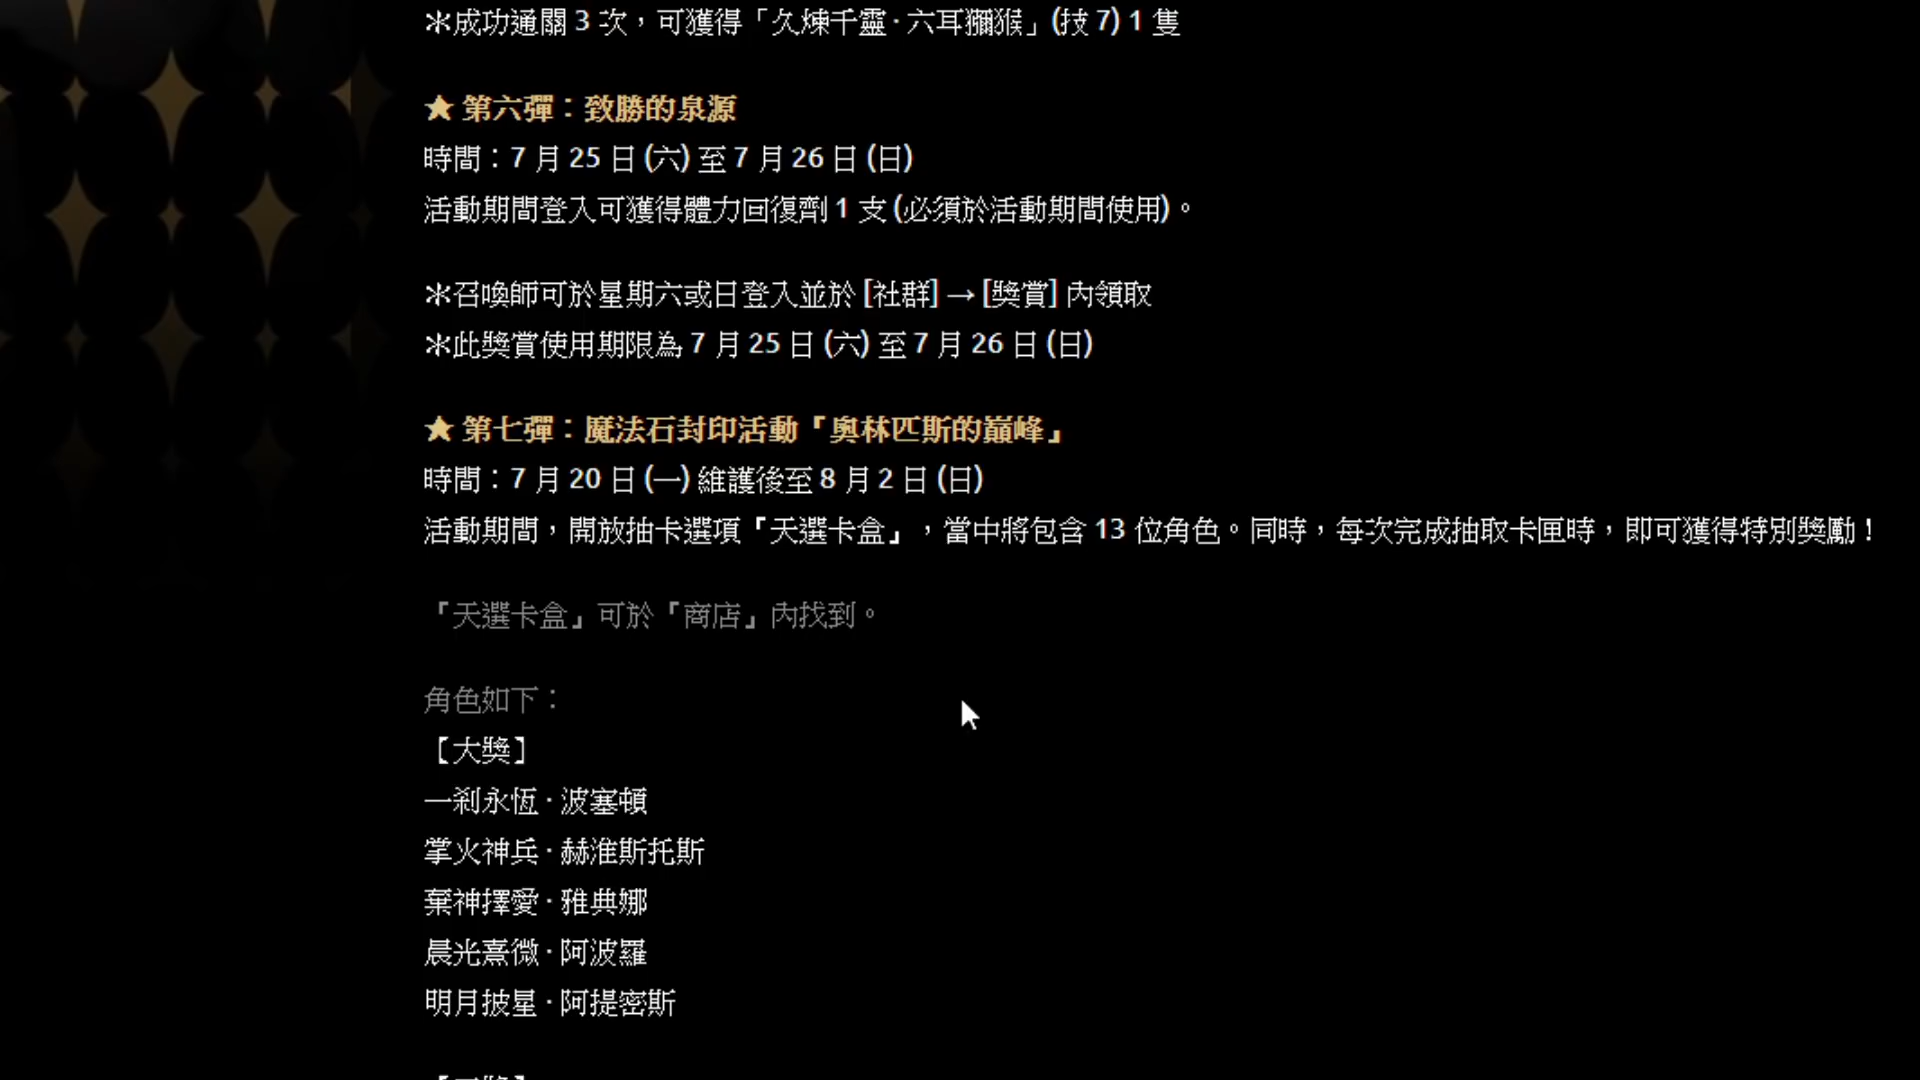 ＊成功通關 3 次，可獲得「久煉千靈 ‧ 六耳獼猴」(技 7) 1 隻
★ 第六彈：致勝的泉源
時間：7 月 25 日 (六) 至 7 月 26 日 (日)
活動期間登入可獲得體力回復劑 1 支 (必須於活動期間使用)。
＊召喚師可於星期六或日登入並於 [社群] → [獎賞] 內領取
＊此獎賞使用期限為 7 月 25 日 (六) 至 7 月 26 日 (日)
★ 第七彈：魔法石封印活動『奧林匹斯的巔峰』
時間：7 月 20 日 (一) 維護後至 8 月 2 日 (日)
活動期間，開放抽卡選項『天選卡盒』，當中將包含 13 位角色。同時，每次完成抽取卡匣時，即可獲得特別獎勵！
『天選卡盒』可於『商店』內找到。
角色如下：
【大獎】
一剎永恆 ‧ 波塞頓
掌火神兵 ‧ 赫淮斯托斯
棄神擇愛 ‧ 雅典娜
晨光熹微 ‧ 阿波羅
明月披星 ‧ 阿提密斯